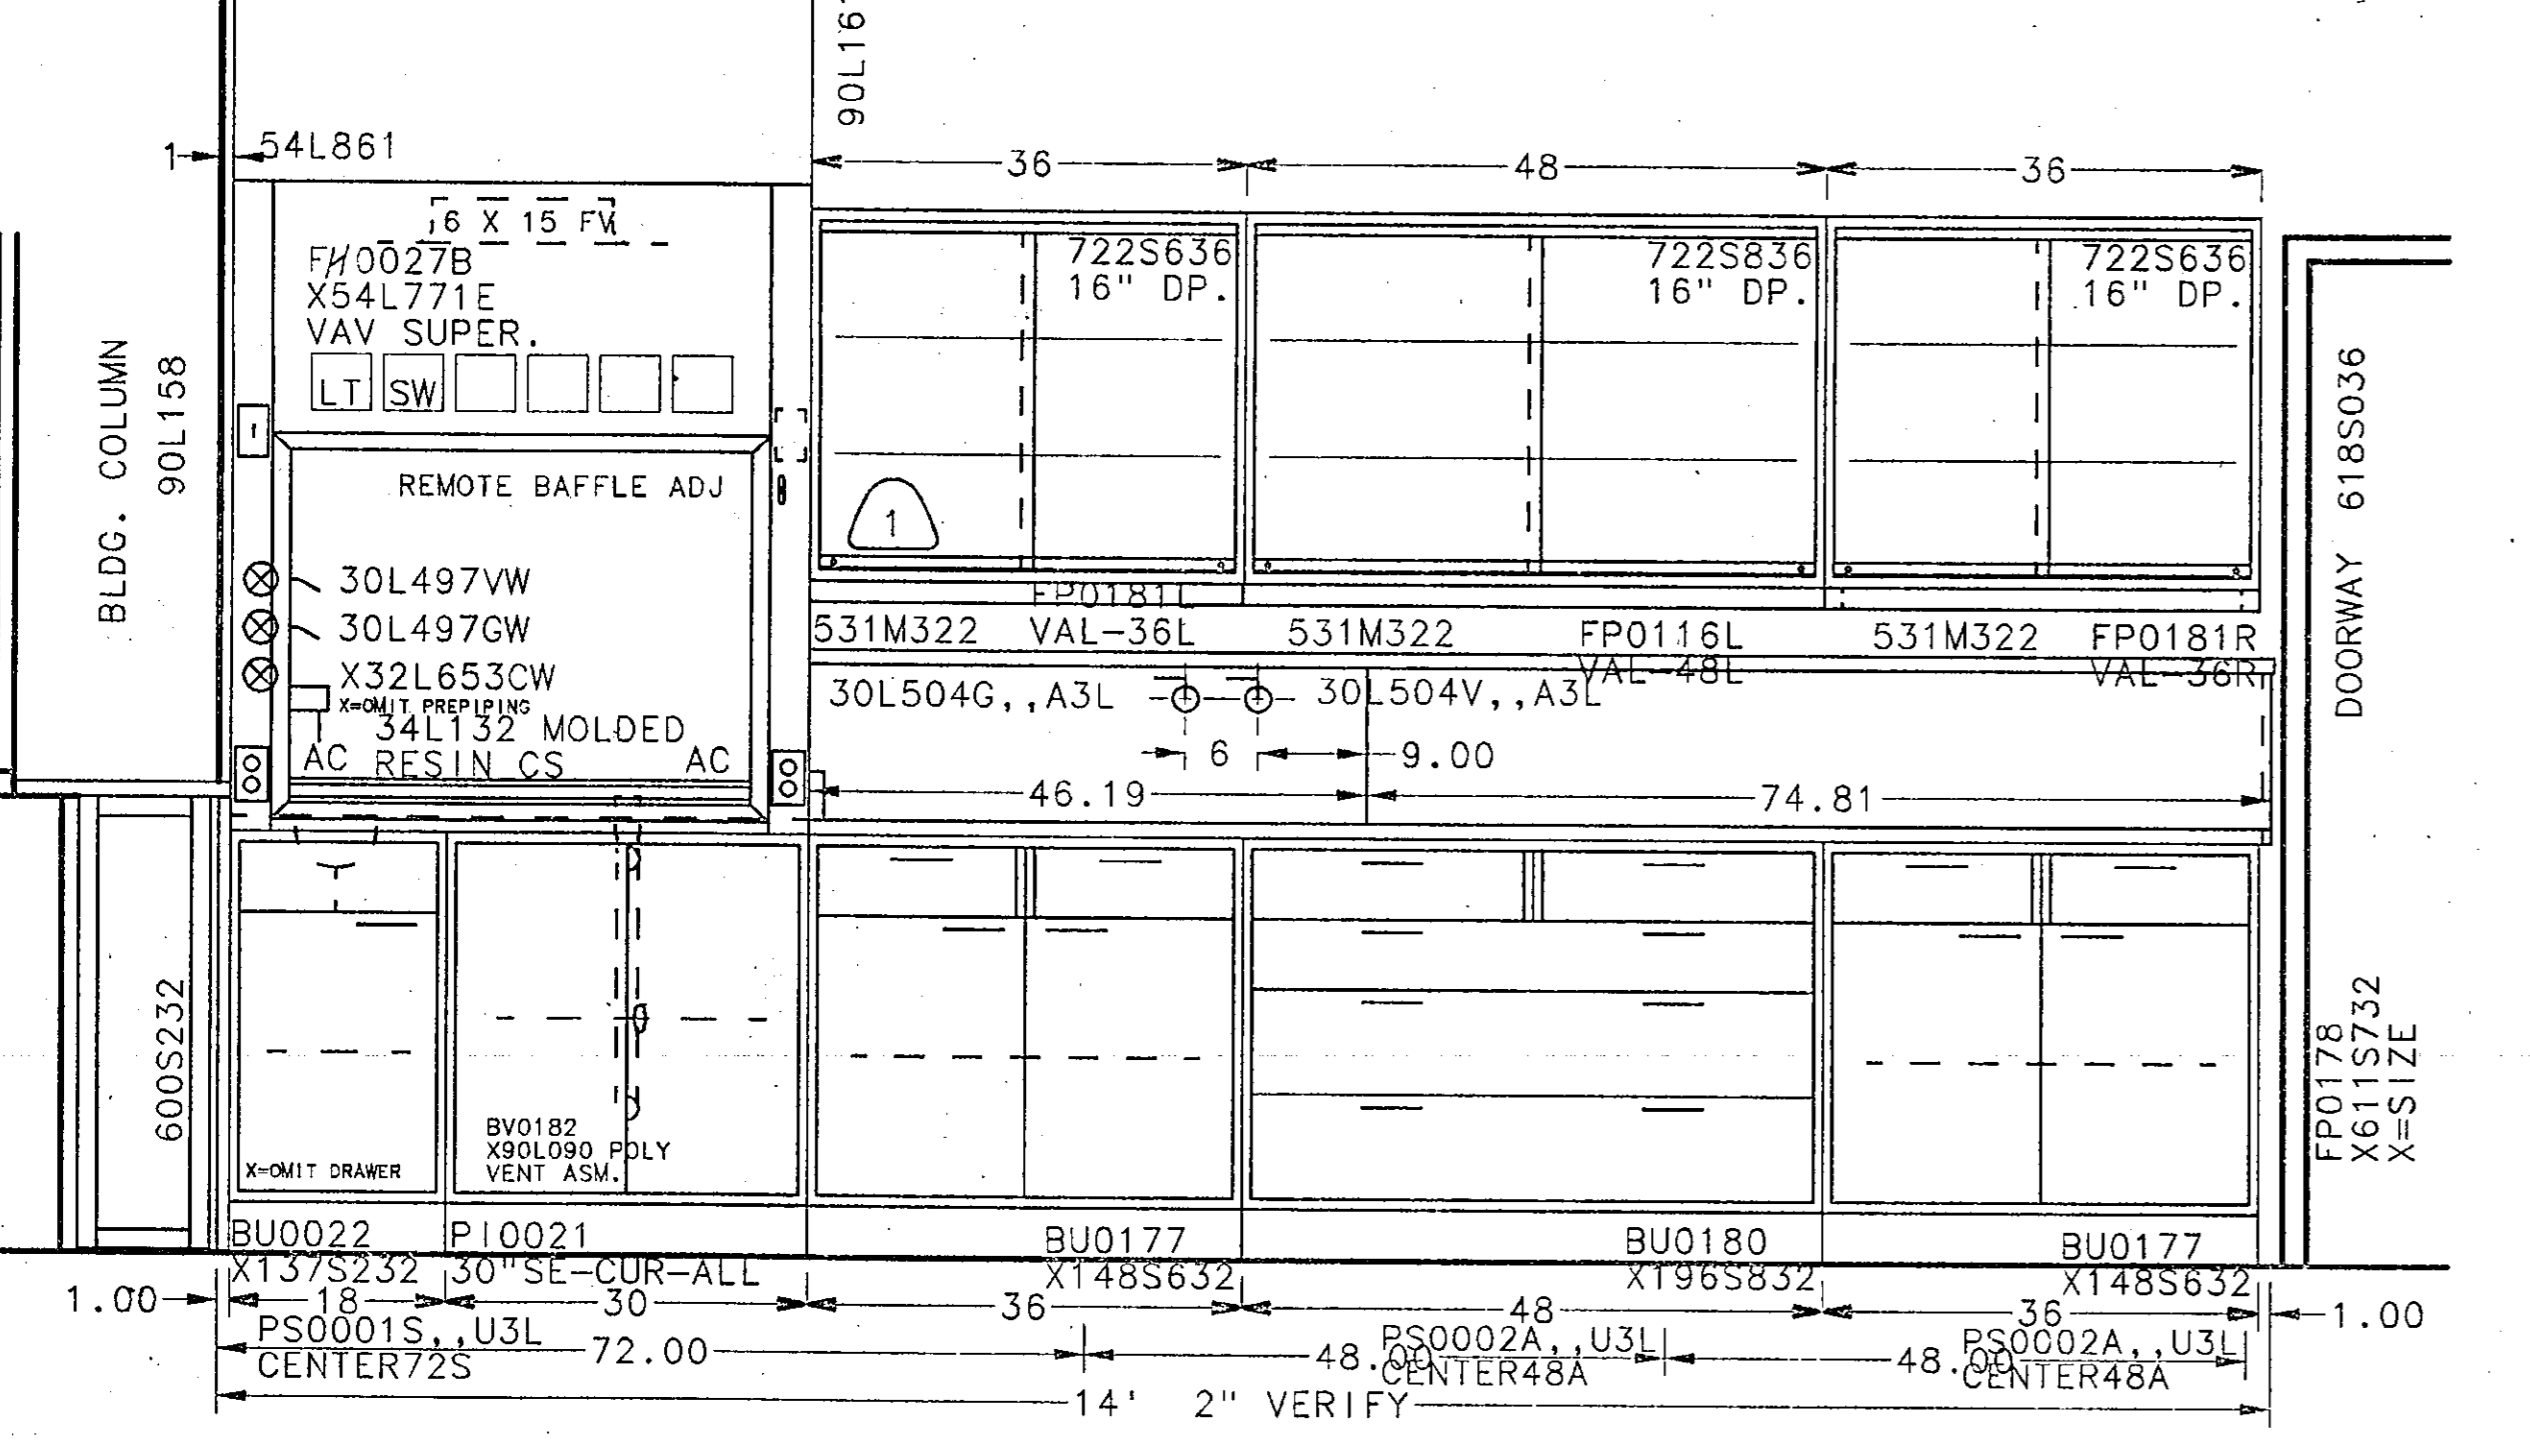 90L161
1
54L861
36
48
36
6 X 15 FV
FH0027B
X54L771E
VAV SUPER.
LT SW
722S636
16" DP.
722S836
16" DP.
722S636
16" DP.
BLDG. COLUMN
90L158
1
REMOTE BAFFLE ADJ
1
30L497VW
30L497GW
X32L653CW
X=OMIT PREPIPING
34L132 MOLDED
RESIN CS
AC
AC
FP0181L
531M322
VAL-36L
531M322
FP0116L
VAL-48L
531M322
FP0181R
VAL-36R
30L504G,,A3L
30L504V,,A3L
6
9.00
46.19
74.81
DOORWAY 618S036
600S232
X=OMIT DRAWER
BV0182
X90L090 POLY
VENT ASM.
FP0178
X611S732
X=SIZE
BU0022
X137S232
PI0021
30"SE-CUR-ALL
BU0177
X148S632
BU0180
X196S832
BU0177
X148S632
1.00
18
30
36
48
36
1.00
PS0001S,,U3L
CENTER72S
72.00
48.00
PS0002A,,U3L
CENTER48A
48.00
PS0002A,,U3L
CENTER48A
14' 2" VERIFY